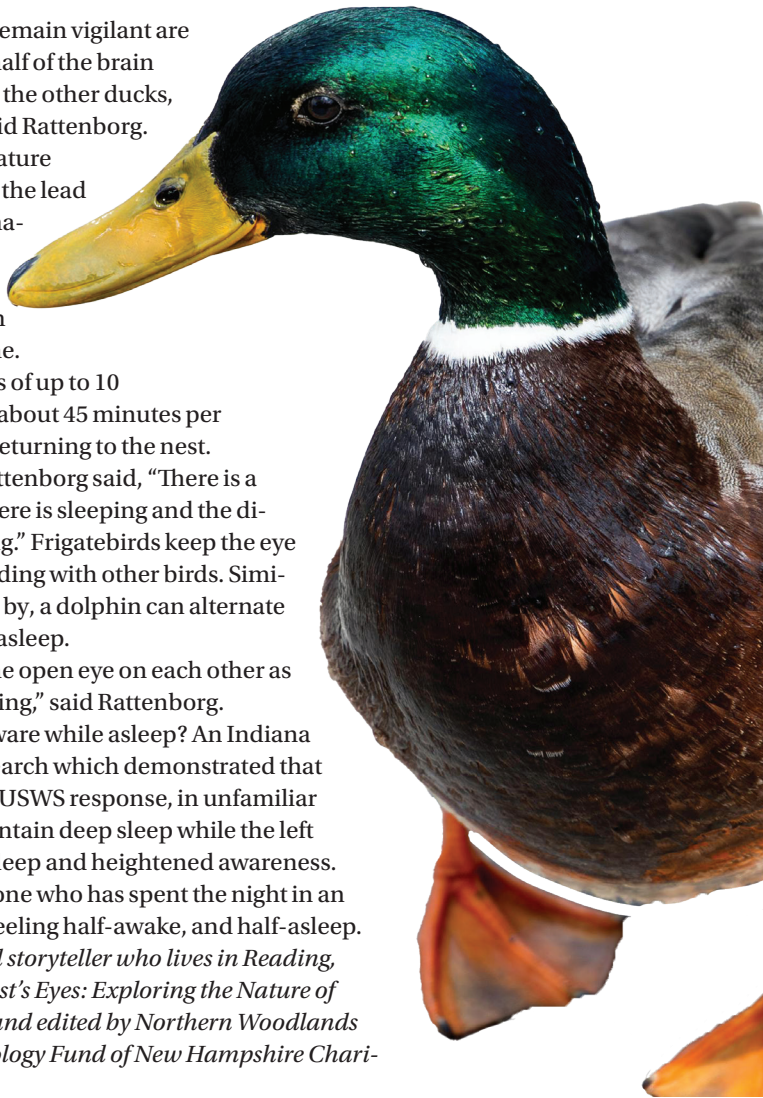 emain vigilant are
alf of the brain
the other ducks,
id Rattenborg.
ature
the lead
na-
n
e.
s of up to 10
about 45 minutes per
eturning to the nest.
ttenborg said, “There is a
ere is sleeping and the di-
g.” Frigatebirds keep the eye
ding with other birds. Simi-
by, a dolphin can alternate
asleep.
ne open eye on each other as
ing,” said Rattenborg.
ware while asleep? An Indiana
arch which demonstrated that
USWS response, in unfamiliar
ntain deep sleep while the left
leep and heightened awareness.
one who has spent the night in an
eeling half-awake, and half-asleep.
l storyteller who lives in Reading,
st’s Eyes: Exploring the Nature of
and edited by Northern Woodlands
ology Fund of New Hampshire Chari-